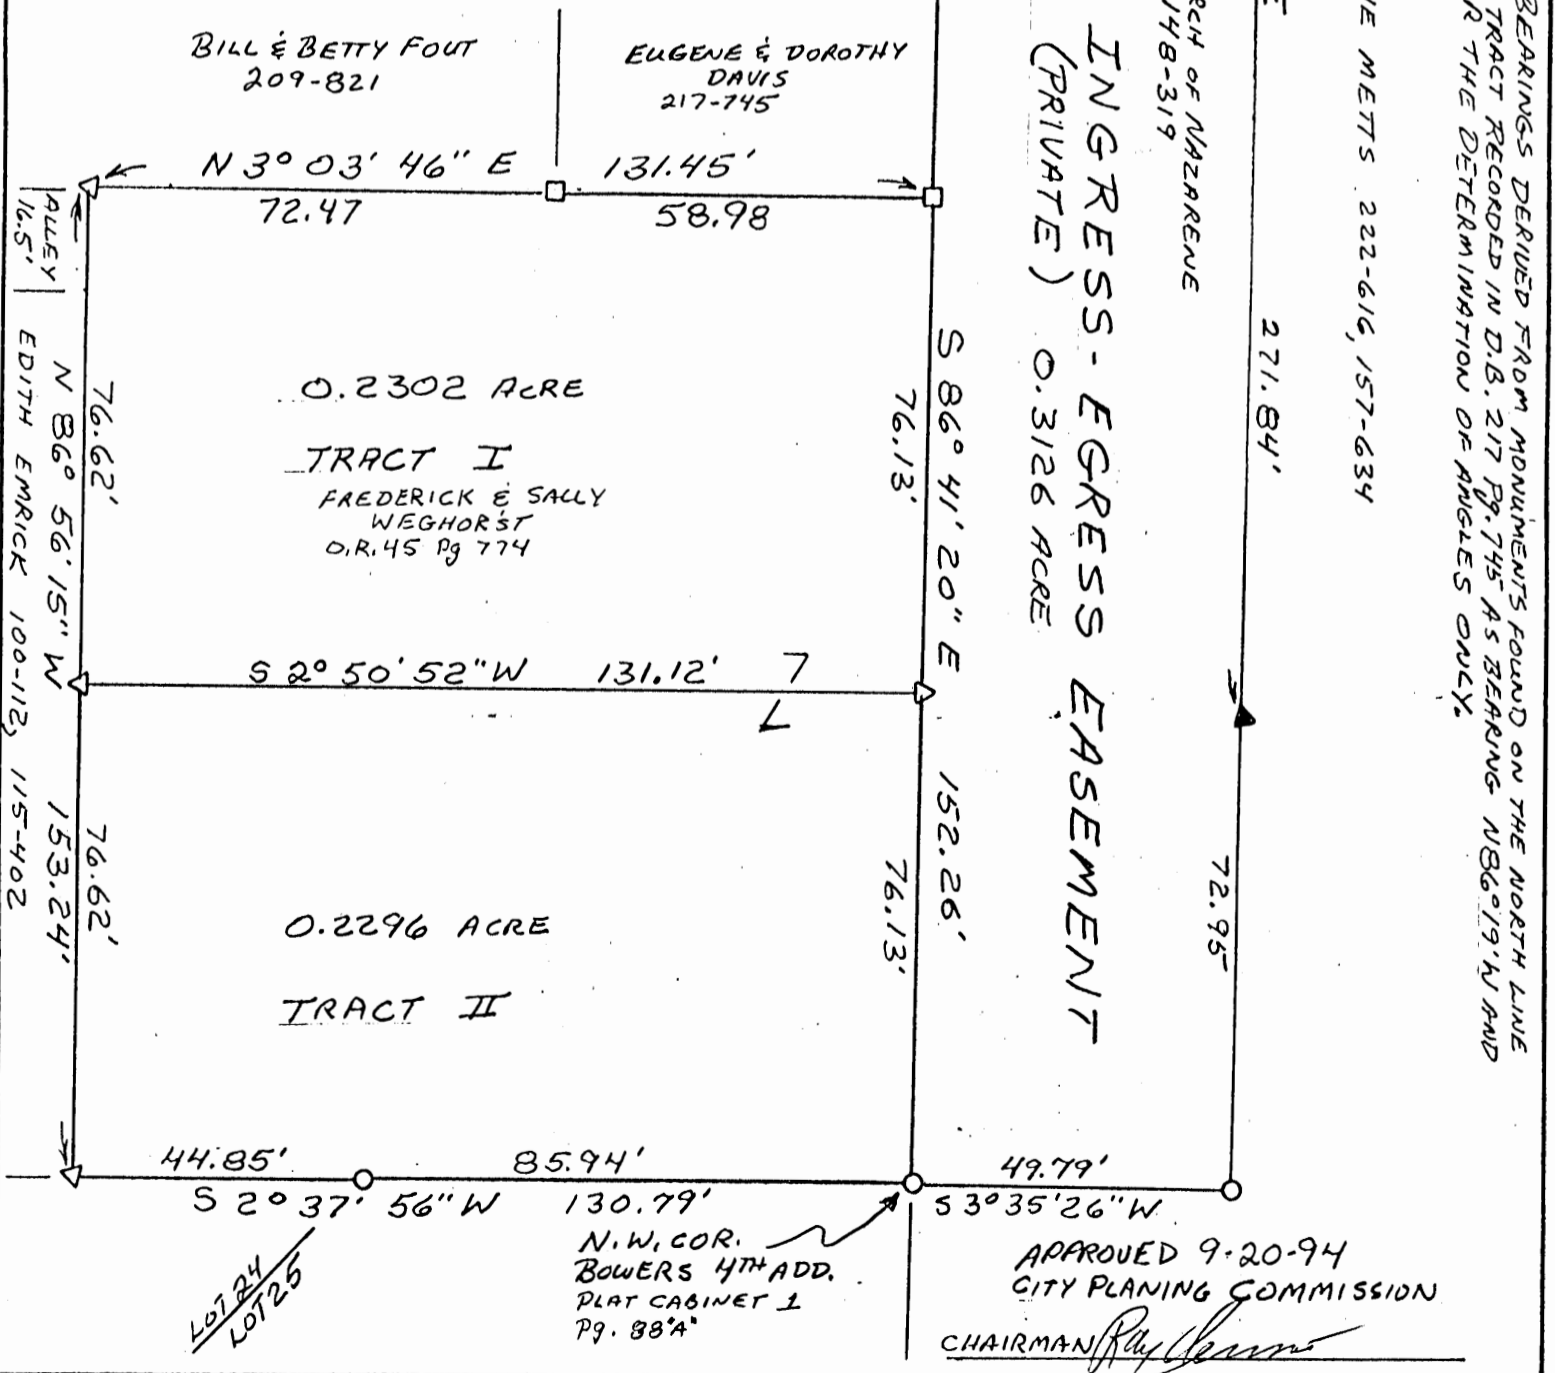 BEARINGS DERIVED FROM MONUMENTS FOUND ON THE NORTH LINE
TRACT RECORDED IN D.B. 217 Pg. 745 AS BEARING N86°19'W AND
R THE DETERMINATION OF ANGLES ONLY.
E
NE METTS 222-616, 157-634
RCH OF NAZARENE
148-319
271.84'
72.95
INGRESS-EGRESS EASEMENT
(PRIVATE) 0.3126 ACRE
BILL & BETTY FOUT
209-821
EUGENE & DOROTHY
DAVIS
217-745
N 3° 03' 46" E 131.45'
72.47 58.98
ALLEY
16.5'
0.2302 ACRE
TRACT I
FREDERICK & SALLY
WEGHORST
O.R. 45 Pg 774
S 86° 41' 20" E 152.26'
76.13'
76.13'
N 86° 56' 15" W 153.24'
76.62'
76.62'
EDITH EMRICK 100-112, 115-402
S 2° 50' 52" W 131.12'
0.2296 ACRE
TRACT II
44.85' 85.94' 49.79'
S 2° 37' 56" W 130.79' S 3° 35' 26" W
LOT 24
LOT 25
N.W. COR.
BOWERS 4TH ADD.
PLAT CABINET 1
Pg. 88"A"
APPROVED 9-20-94
CITY PLANING COMMISSION
CHAIRMAN Ray